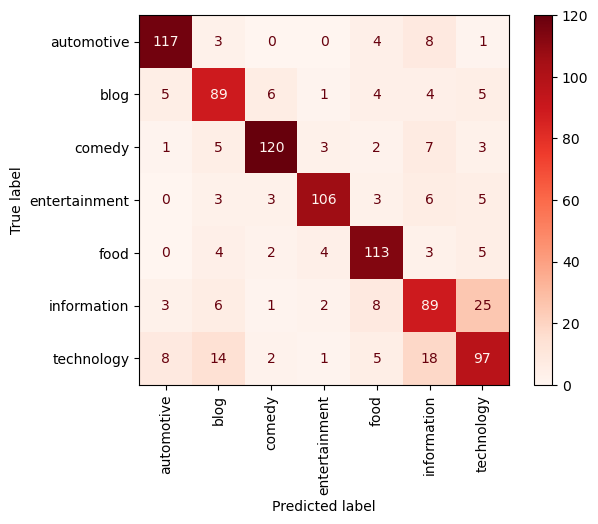 True label
automotive 117 3 0 0 4 8 1
blog 5 89 6 1 4 4 5
comedy 1 5 120 3 2 7 3
entertainment 0 3 3 106 3 6 5
food 0 4 2 4 113 3 5
information 3 6 1 2 8 89 25
technology 8 14 2 1 5 18 97
automotive
blog
comedy
entertainment
food
information
technology
Predicted label
120
100
80
60
40
20
0